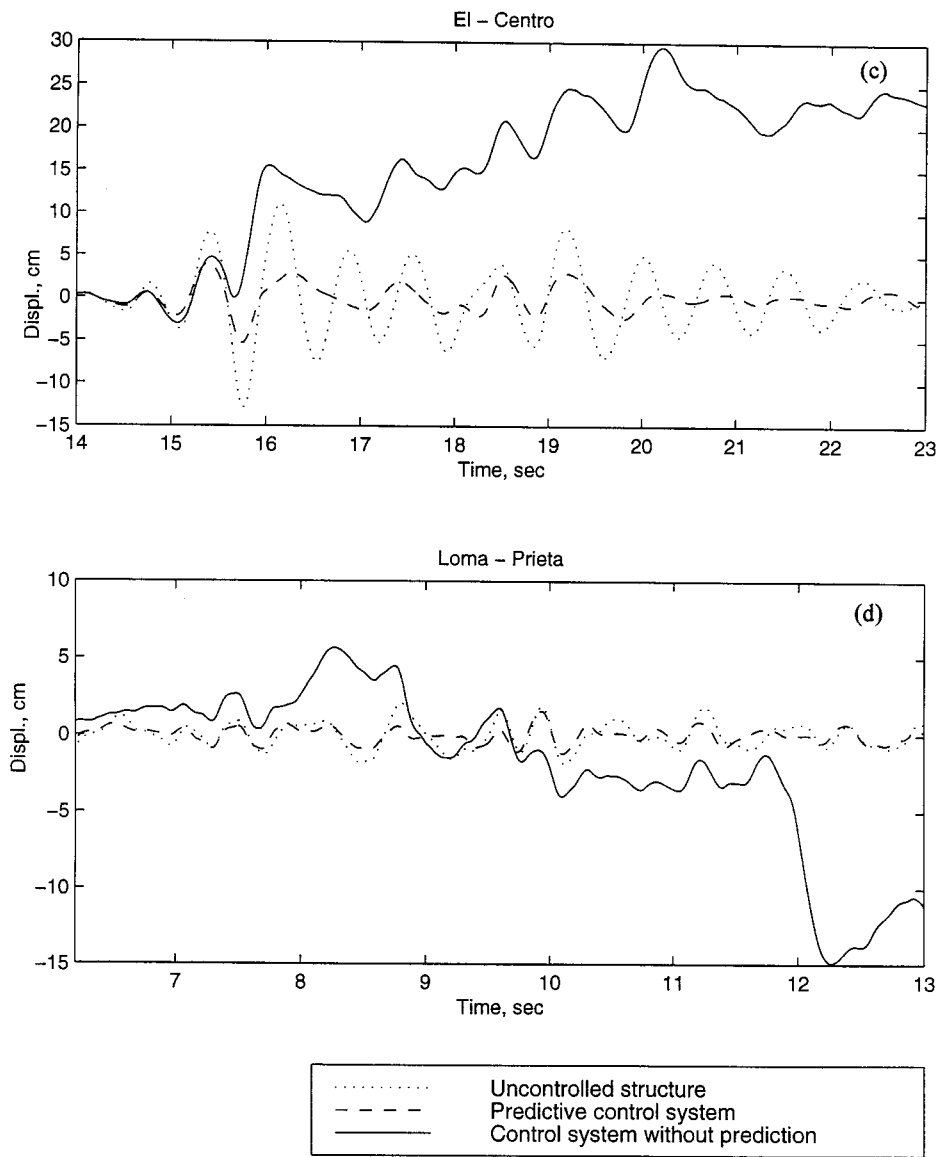 El – Centro
(c)
30
25
20
15
10
5
0
−5
−10
−15
Displ., cm
14 15 16 17 18 19 20 21 22 23
Time, sec
Loma – Prieta
(d)
10
5
0
−5
−10
−15
Displ., cm
7 8 9 10 11 12 13
Time, sec
Uncontrolled structure
Predictive control system
Control system without prediction